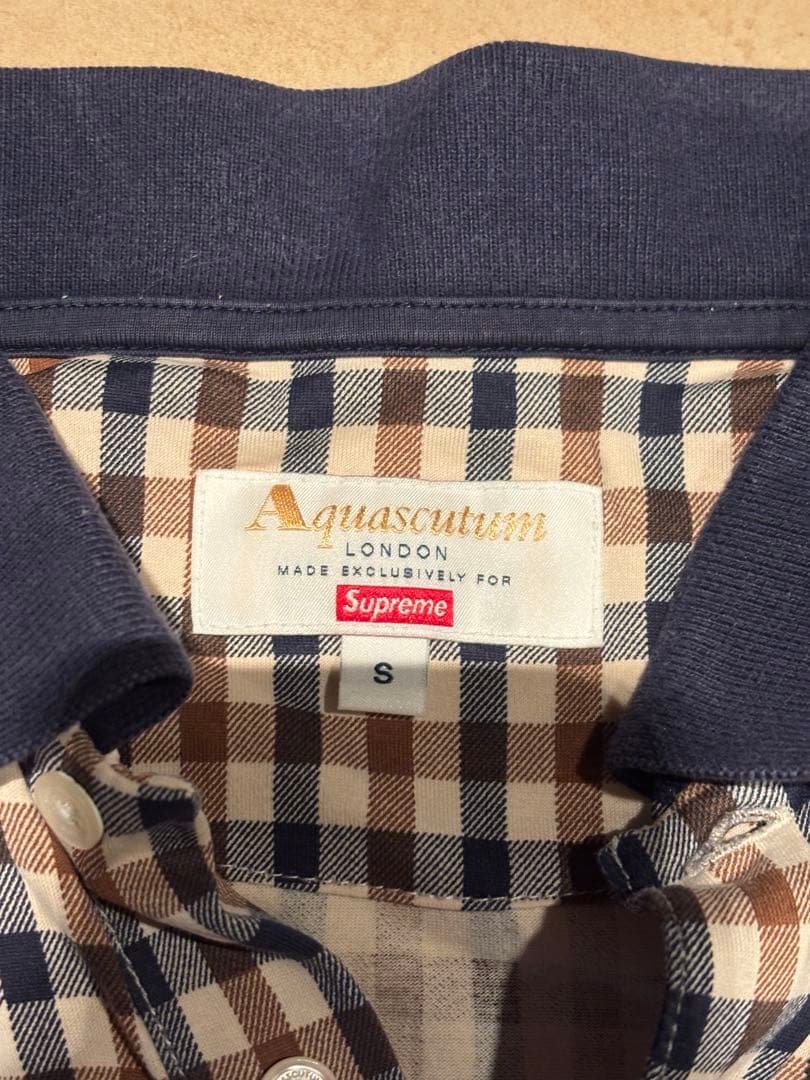 Aquascutum
LONDON
MADE EXCLUSIVELY FOR
Supreme
S